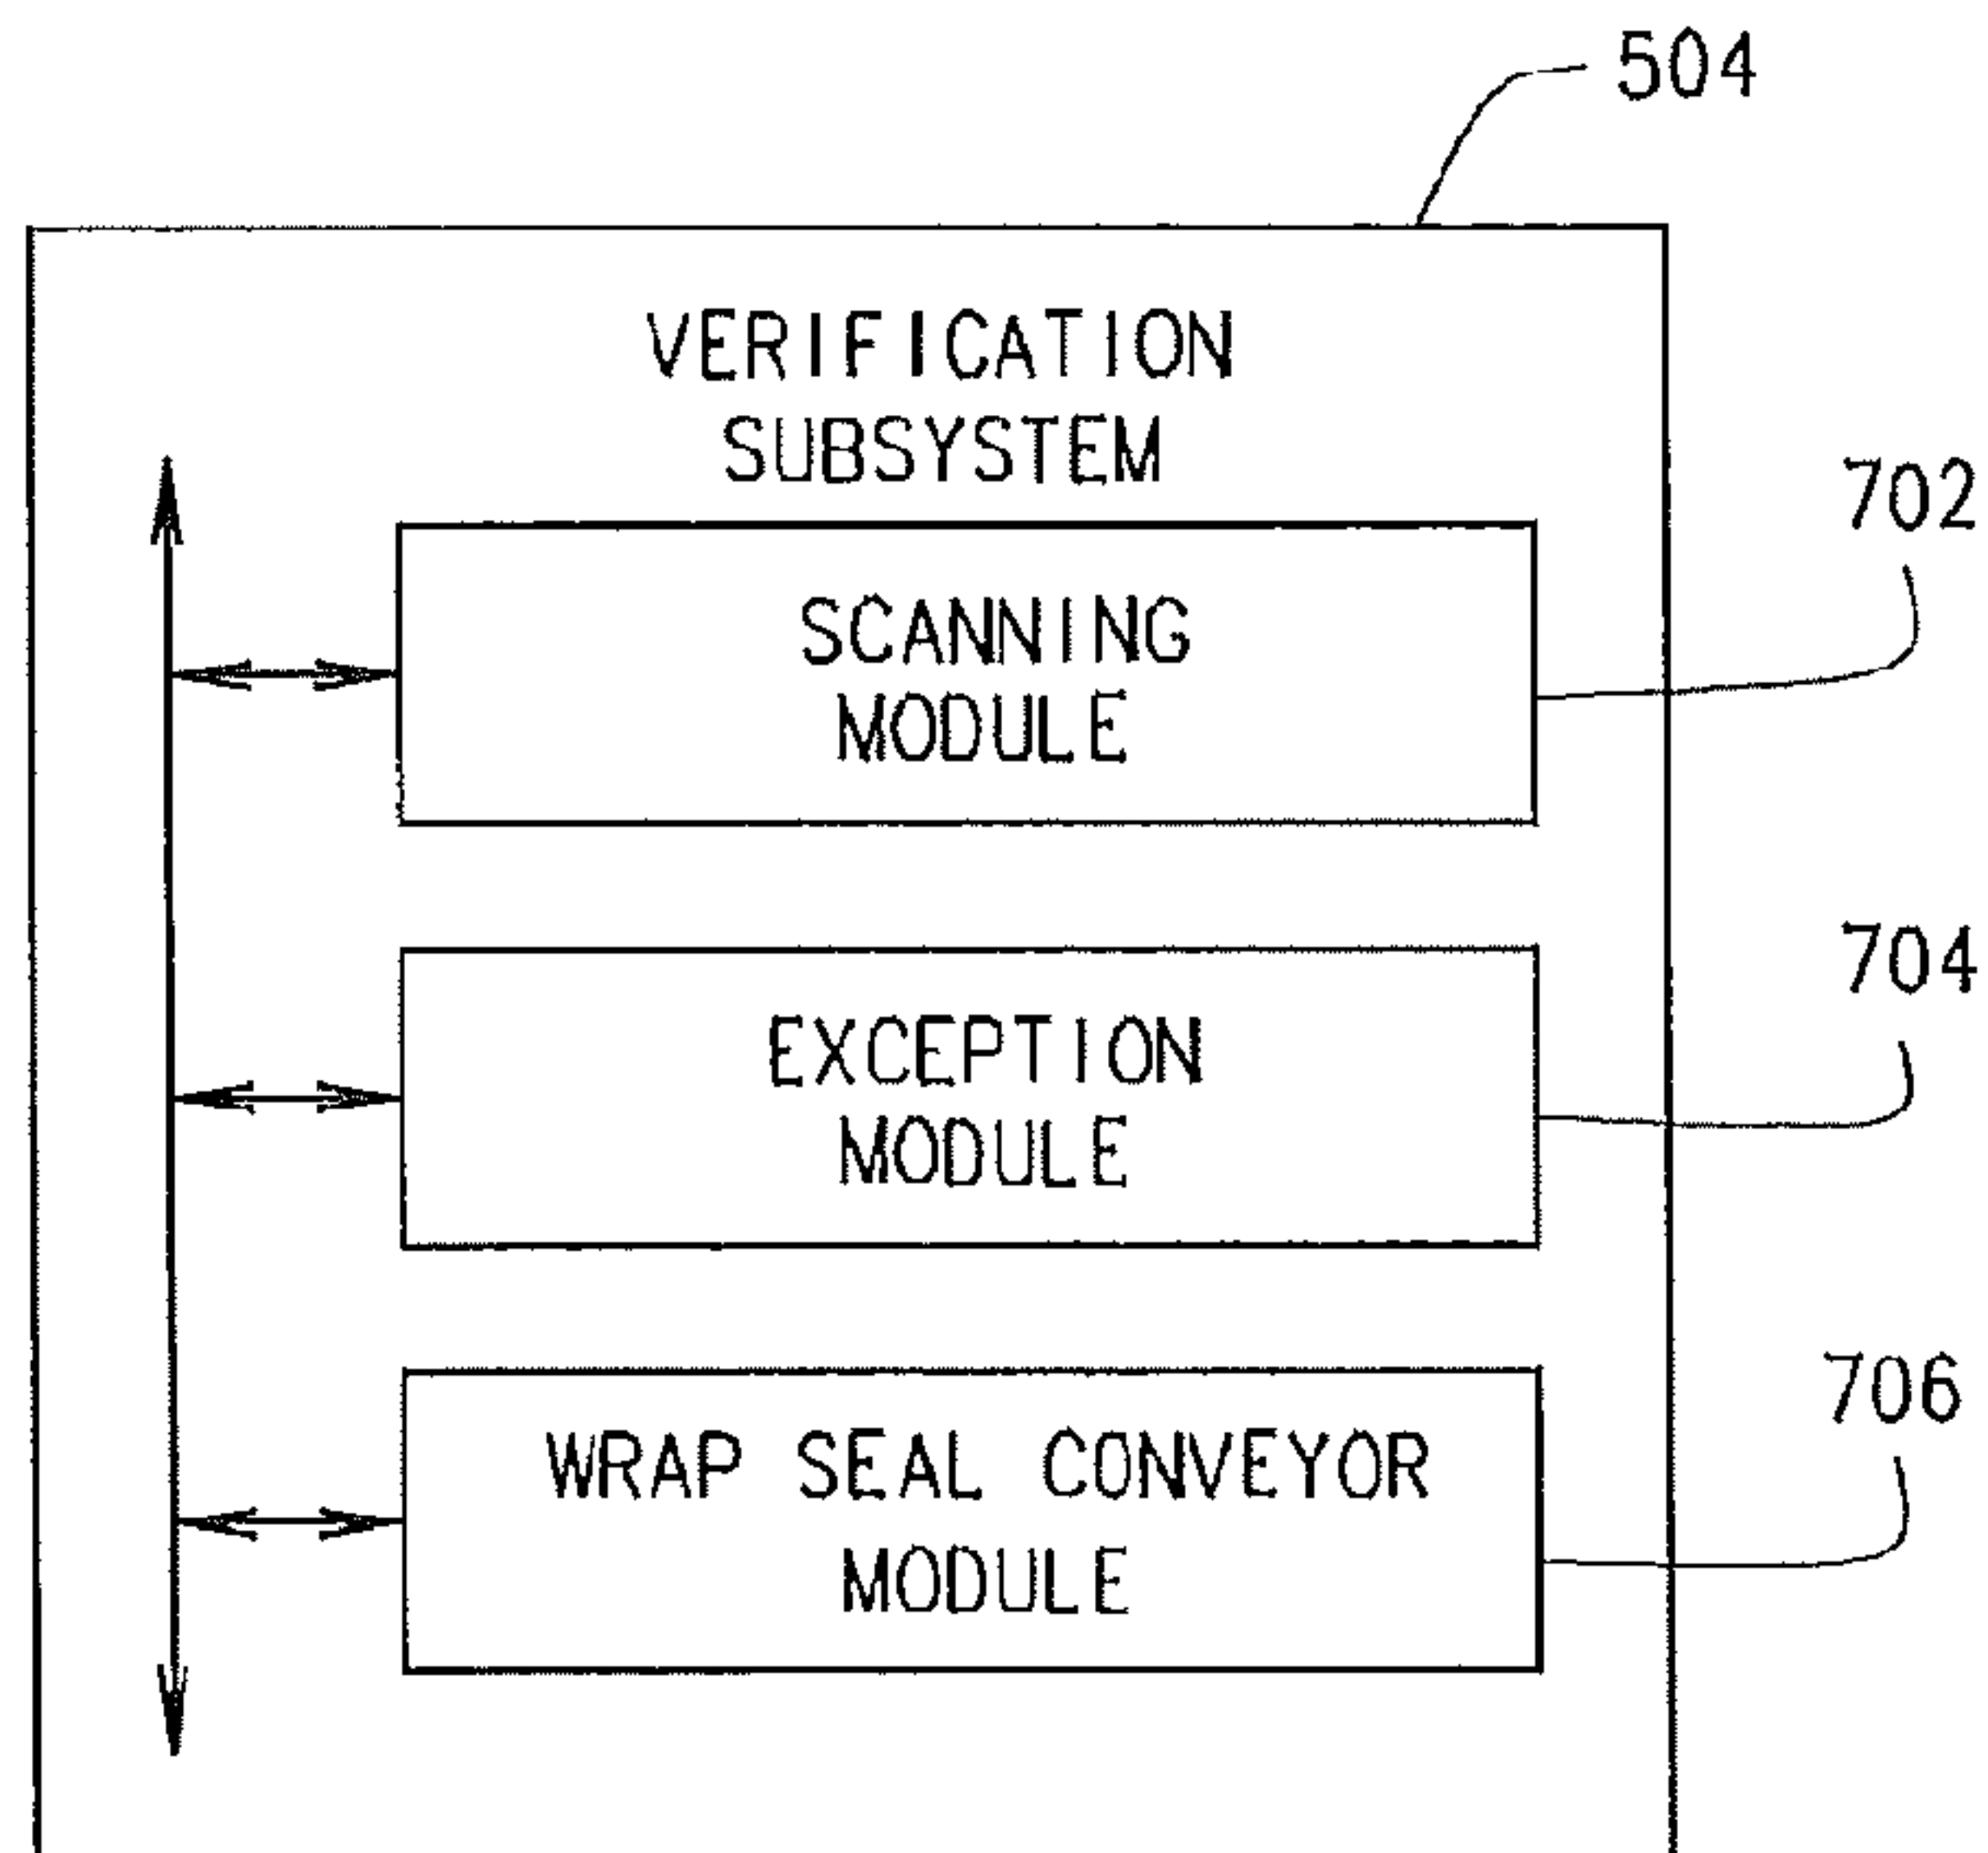 504
VERIFICATION
SUBSYSTEM
702
SCANNING
MODULE
704
EXCEPTION
MODULE
706
WRAP SEAL CONVEYOR
MODULE